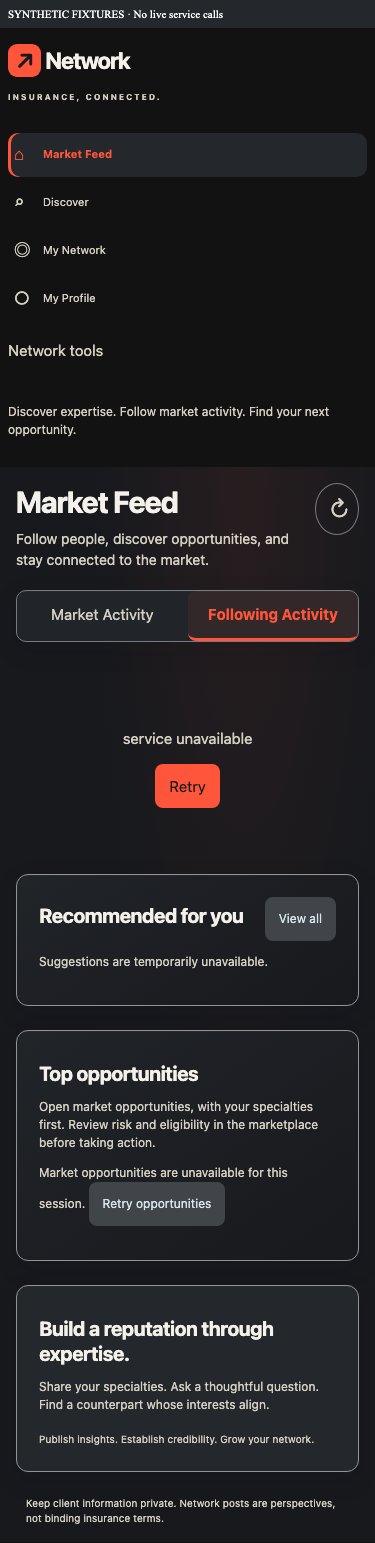 SYNTHETIC FIXTURES · No live service calls
Network
INSURANCE, CONNECTED.
Market Feed
Discover
My Network
My Profile
Network tools
Discover expertise. Follow market activity. Find your next
opportunity.
Market Feed
Follow people, discover opportunities, and
stay connected to the market.
Market Activity
Following Activity
service unavailable
Retry
Recommended for you
View all
Suggestions are temporarily unavailable.
Top opportunities
Open market opportunities, with your specialties
first. Review risk and eligibility in the marketplace
before taking action.
Market opportunities are unavailable for this
session. Retry opportunities
Build a reputation through
expertise.
Share your specialties. Ask a thoughtful question.
Find a counterpart whose interests align.
Publish insights. Establish credibility. Grow your network.
Keep client information private. Network posts are perspectives,
not binding insurance terms.